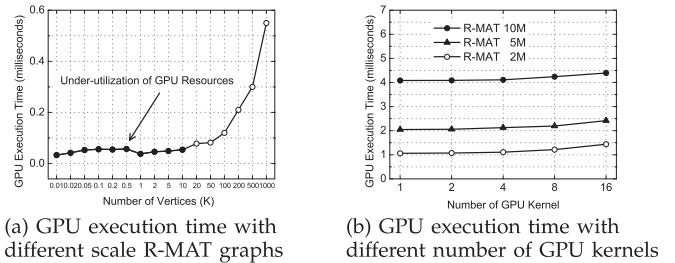 GPU Execution Time (milliseconds)
0.6
0.4
0.2
0.0
Under-utilization of GPU Resources
0.01 0.02 0.05 0.1 0.2 0.5 1 2 5 10 20 50 100 200 500 1000
Number of Vertices (K)
(a) GPU execution time with
different scale R-MAT graphs
GPU Execution Time (milliseconds)
7
6
5
4
3
2
1
0
R-MAT 10M
R-MAT 5M
R-MAT 2M
1 2 4 8 16
Number of GPU Kernel
(b) GPU execution time with
different number of GPU kernels